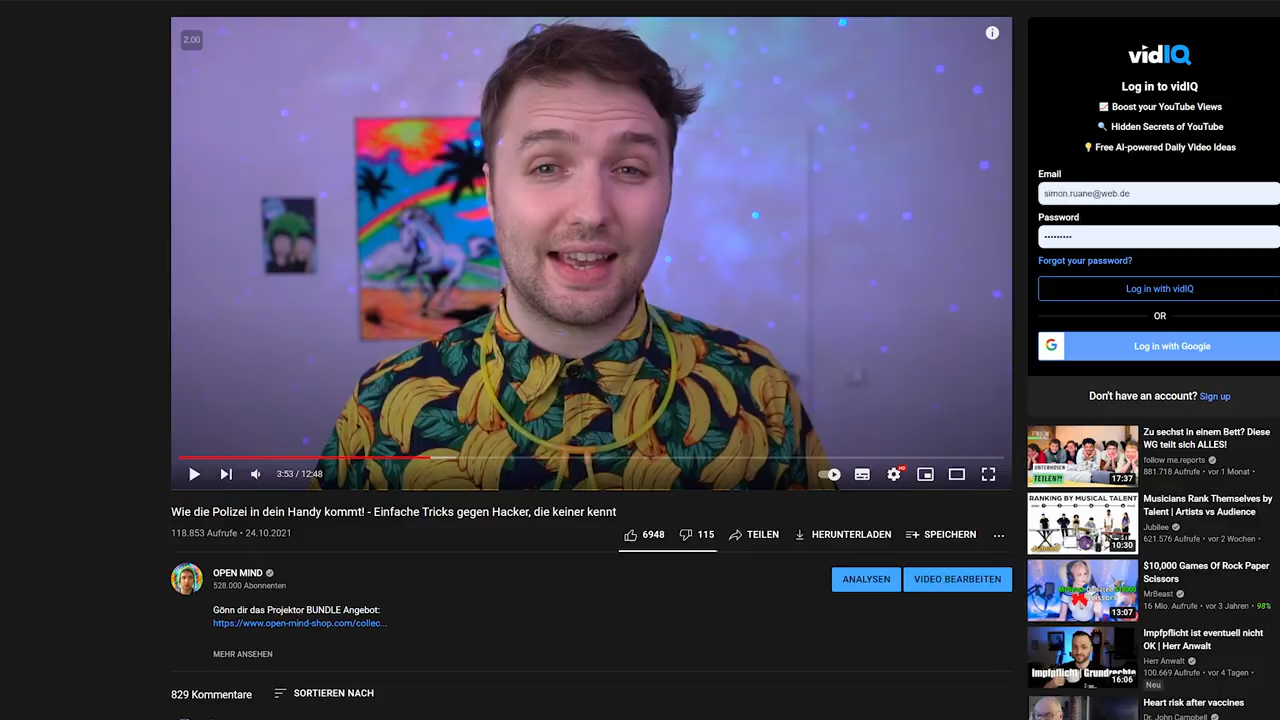 2.00
3:53 / 12:48
HD
Wie die Polizei in dein Handy kommt! - Einfache Tricks gegen Hacker, die keiner kennt
118.853 Aufrufe • 24.10.2021
6948
115
TEILEN
HERUNTERLADEN
SPEICHERN
OPEN MIND
528.000 Abonnenten
ANALYSEN
VIDEO BEARBEITEN
Gönn dir das Projektor BUNDLE Angebot:
https://www.open-mind-shop.com/collec...
MEHR ANSEHEN
829 Kommentare
SORTIEREN NACH
vidIQ
Log in to vidIQ
Boost your YouTube Views
Hidden Secrets of YouTube
Free AI-powered Daily Video Ideas
Email
simon.ruane@web.de
Password
Forgot your password?
Log in with vidIQ
OR
Log in with Google
Don't have an account? Sign up
UNTERHOSEN
TEILEN?!
17:37
Zu sechst in einem Bett? Diese
WG teilt sich ALLES!
follow me.reports
881.718 Aufrufe • vor 1 Monat •
RANKING BY MUSICAL TALENT
JUBILEE
10:30
Musicians Rank Themselves by
Talent | Artists vs Audience
Jubilee
621.576 Aufrufe • vor 2 Wochen •
Scissors
13:07
$10,000 Games Of Rock Paper
Scissors
MrBeast
16 Mio. Aufrufe • vor 3 Jahren • 98%
Impfpflicht Grundrechte
16:06
Impfpflicht ist eventuell nicht
OK | Herr Anwalt
Herr Anwalt
100.669 Aufrufe • vor 4 Tagen •
Neu
Heart risk after vaccines
Dr. John Campbell